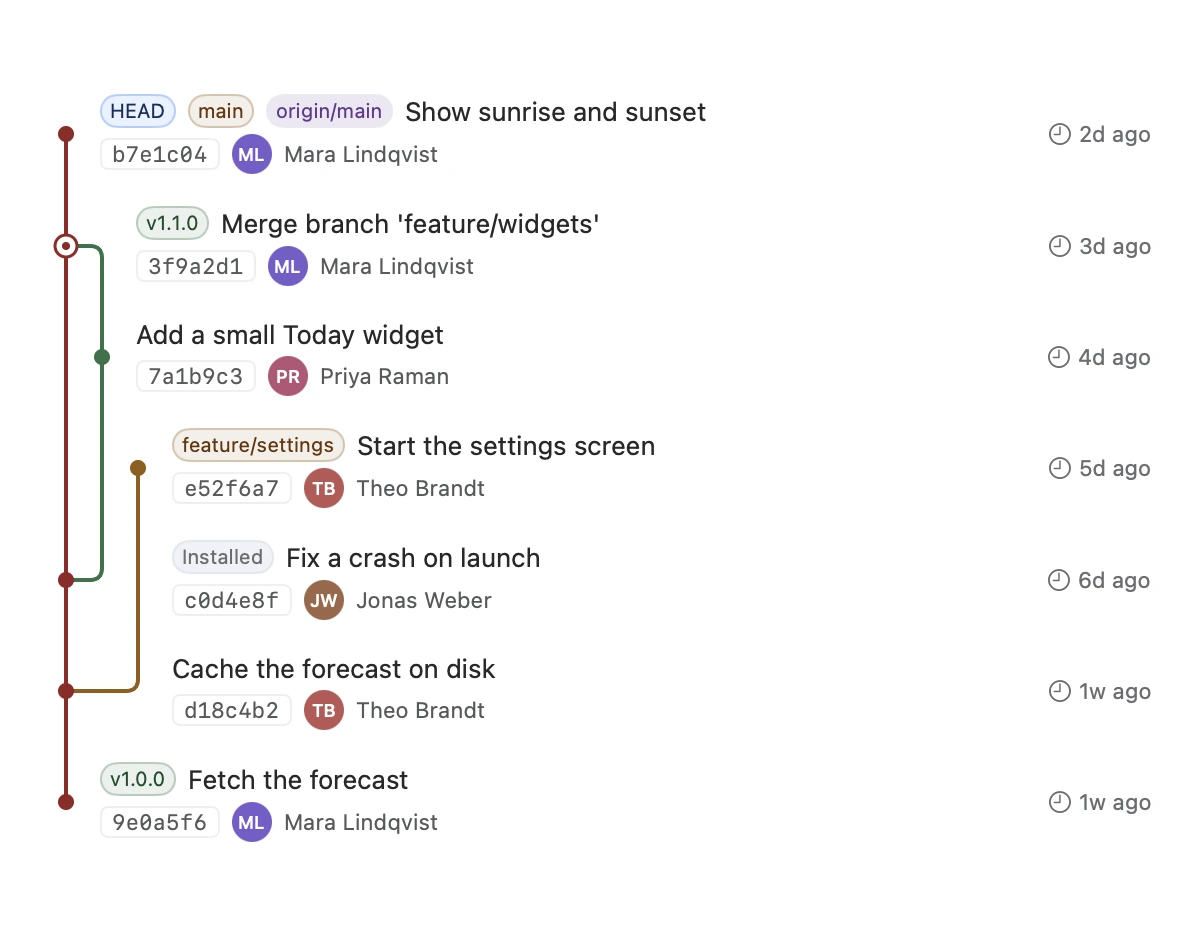 HEAD main origin/main Show sunrise and sunset
b7e1c04 ML Mara Lindqvist 2d ago
v1.1.0 Merge branch 'feature/widgets'
3f9a2d1 ML Mara Lindqvist 3d ago
Add a small Today widget
7a1b9c3 PR Priya Raman 4d ago
feature/settings Start the settings screen
e52f6a7 TB Theo Brandt 5d ago
Installed Fix a crash on launch
c0d4e8f JW Jonas Weber 6d ago
Cache the forecast on disk
d18c4b2 TB Theo Brandt 1w ago
v1.0.0 Fetch the forecast
9e0a5f6 ML Mara Lindqvist 1w ago